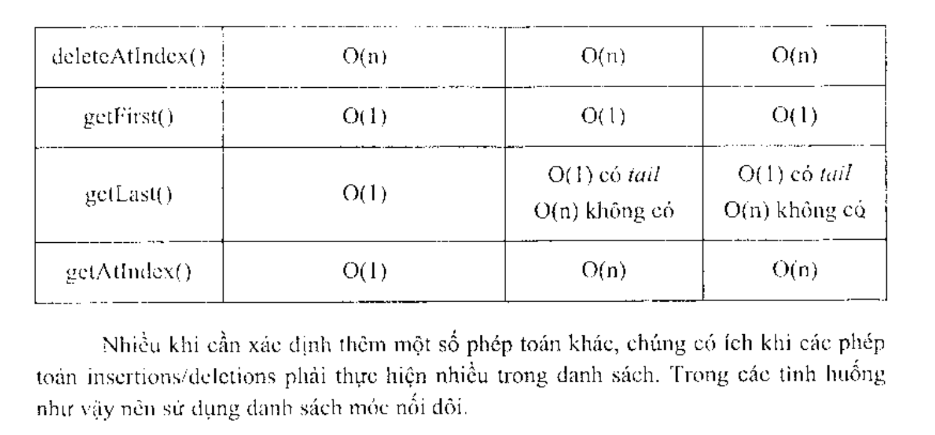 deleteAtIndex() O(n) O(n) O(n)
getFirst() O(1) O(1) O(1)
getLast() O(1) O(1) có tail O(1) có tail
O(n) không có O(n) không có
getAtIndex() O(1) O(n) O(n)
Nhiều khi cần xác định thêm một số phép toán khác, chúng có ích khi các phép
toán insertions/deletions phải thực hiện nhiều trong danh sách. Trong các tình huống
như vậy nên sử dụng danh sách móc nối đôi.